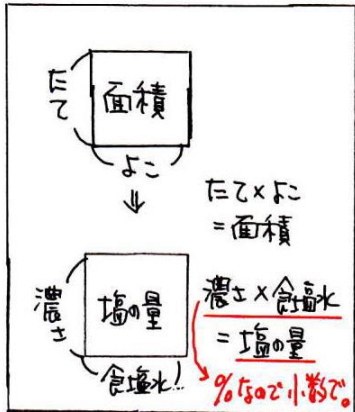 面積
たて
よこ
⇓
たて×よこ
=面積
塩の量
濃さ
食塩水
濃さ×食塩水
=塩の量
%なので小数で。